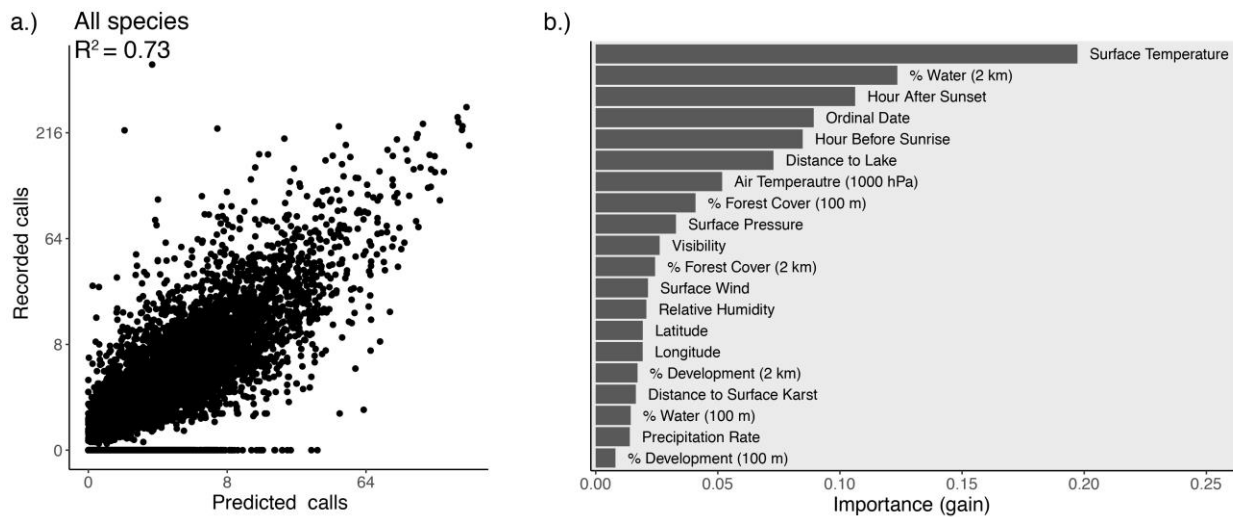 a.)
All species
R² = 0.73
Recorded calls
216
64
8
0
0 8 64
Predicted calls
b.)
Surface Temperature
% Water (2 km)
Hour After Sunset
Ordinal Date
Hour Before Sunrise
Distance to Lake
Air Temperautre (1000 hPa)
% Forest Cover (100 m)
Surface Pressure
Visibility
% Forest Cover (2 km)
Surface Wind
Relative Humidity
Latitude
Longitude
% Development (2 km)
Distance to Surface Karst
% Water (100 m)
Precipitation Rate
% Development (100 m)
0.00 0.05 0.10 0.15 0.20 0.25
Importance (gain)